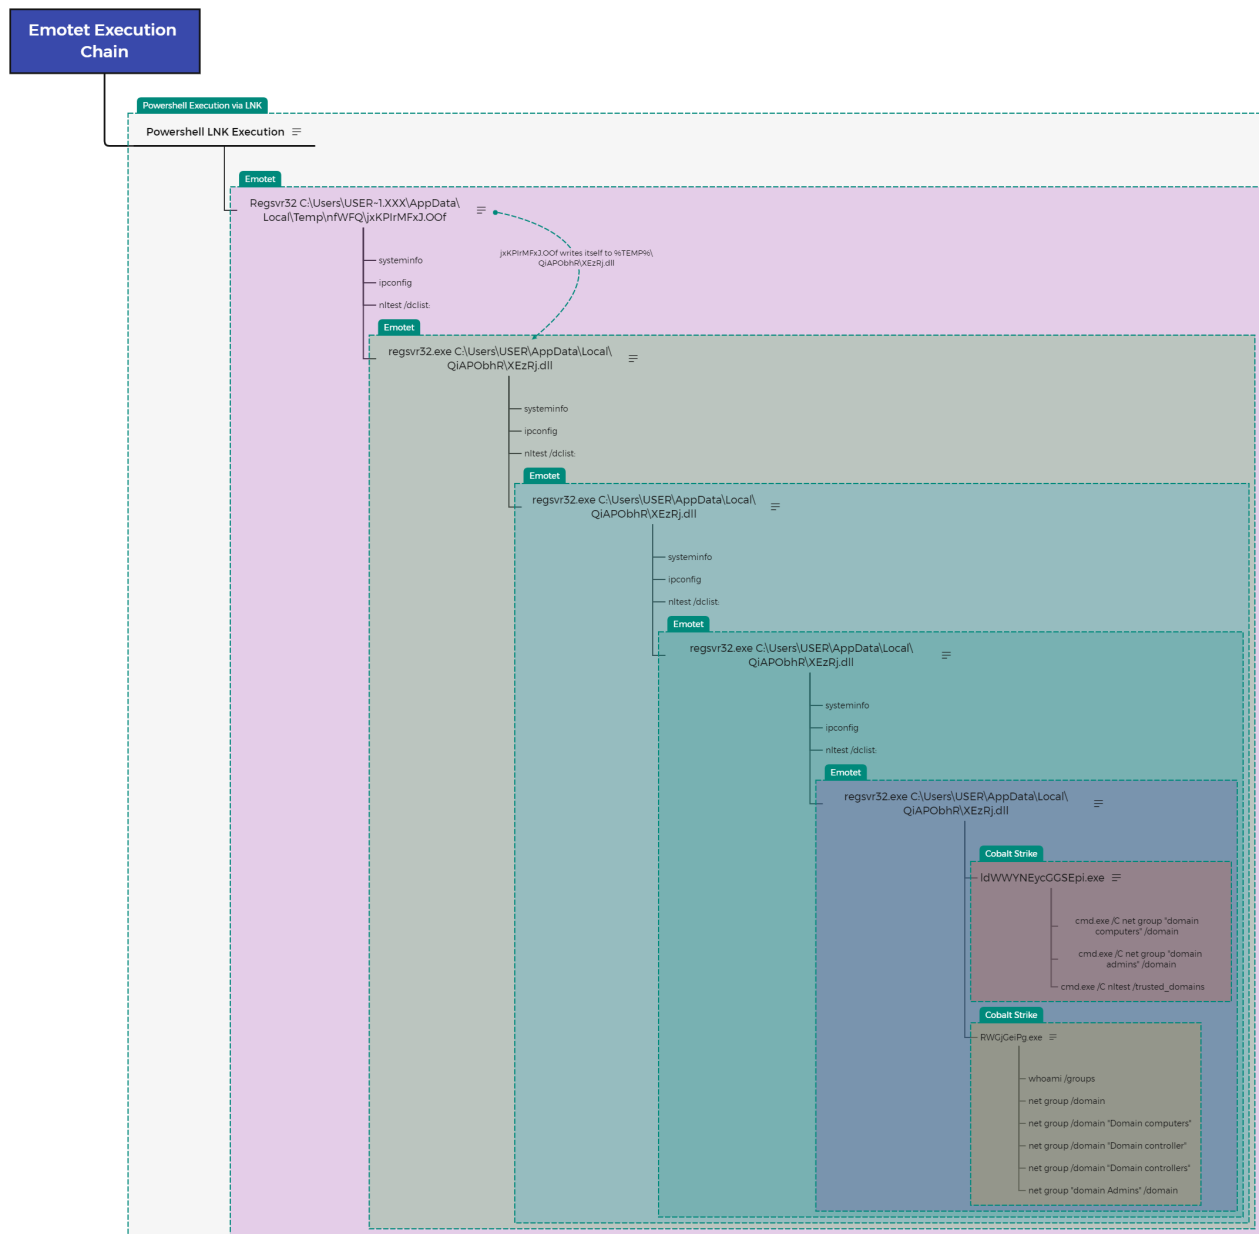 Emotet Execution
Chain
Powershell Execution via LNK
Powershell LNK Execution
Emotet
Regsvr32 C:\Users\USER~1.XXX\AppData\
Local\Temp\nfWFQ\jxKPIrMFxJ.OOf
jxKPIrMFxJ.OOf writes itself to %TEMP%\
QiAPObhR\XEzRj.dll
systeminfo
ipconfig
nltest /dclist:
Emotet
regsvr32.exe C:\Users\USER\AppData\Local\
QiAPObhR\XEzRj.dll
systeminfo
ipconfig
nltest /dclist:
Emotet
regsvr32.exe C:\Users\USER\AppData\Local\
QiAPObhR\XEzRj.dll
systeminfo
ipconfig
nltest /dclist:
Emotet
regsvr32.exe C:\Users\USER\AppData\Local\
QiAPObhR\XEzRj.dll
systeminfo
ipconfig
nltest /dclist:
Emotet
regsvr32.exe C:\Users\USER\AppData\Local\
QiAPObhR\XEzRj.dll
Cobalt Strike
IdWWYNEycGGSEpi.exe
cmd.exe /C net group "domain
computers" /domain
cmd.exe /C net group "domain
admins" /domain
cmd.exe /C nltest /trusted_domains
Cobalt Strike
RWGjGeiPg.exe
whoami /groups
net group /domain
net group /domain "Domain computers"
net group /domain "Domain controller"
net group /domain "Domain controllers"
net group "domain Admins" /domain